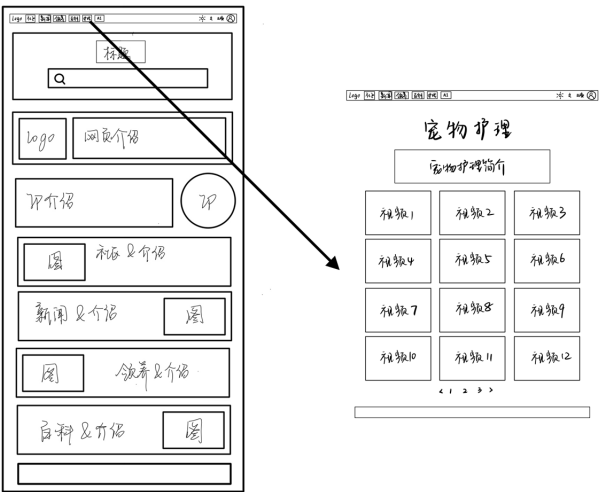 Logo
AI
标题
Logo 网页介绍
IP介绍 IP
图 社区&介绍
新闻&介绍 图
图 领养&介绍
百科&介绍 图
Logo
AI
宠物护理
宠物护理简介
视频1 视频2 视频3
视频4 视频5 视频6
视频7 视频8 视频9
视频10 视频11 视频12
< 1 2 3 >